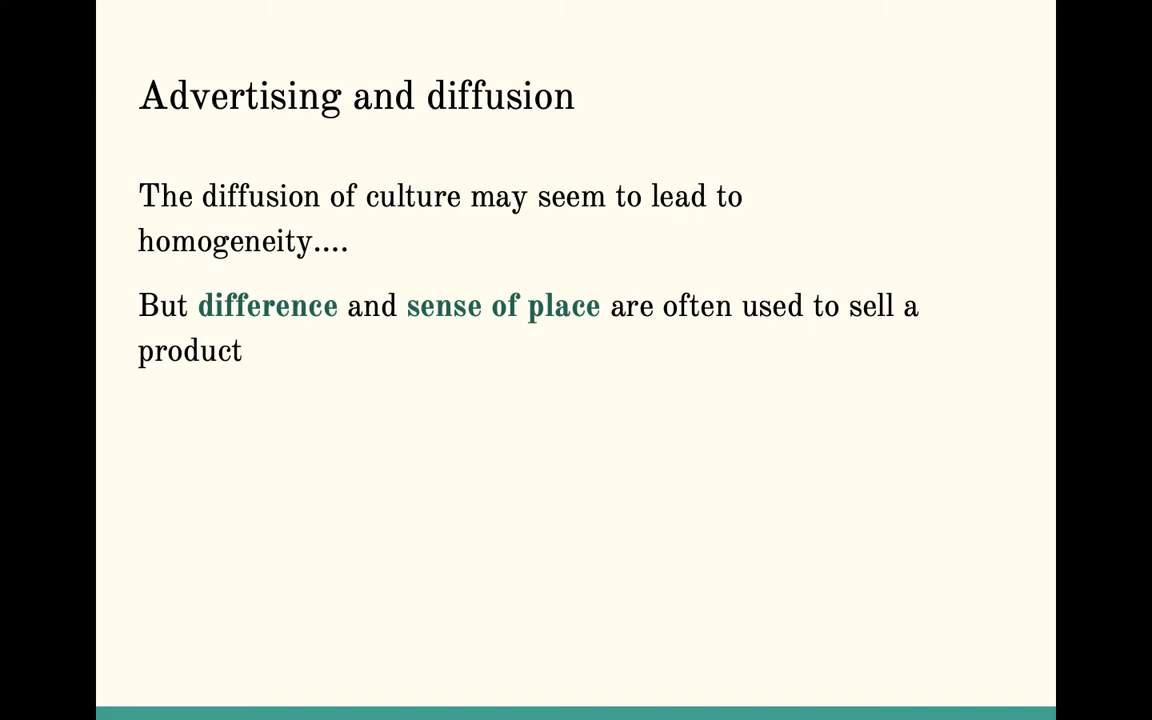 Advertising and diffusion
The diffusion of culture may seem to lead to
homogeneity....
But difference and sense of place are often used to sell a
product